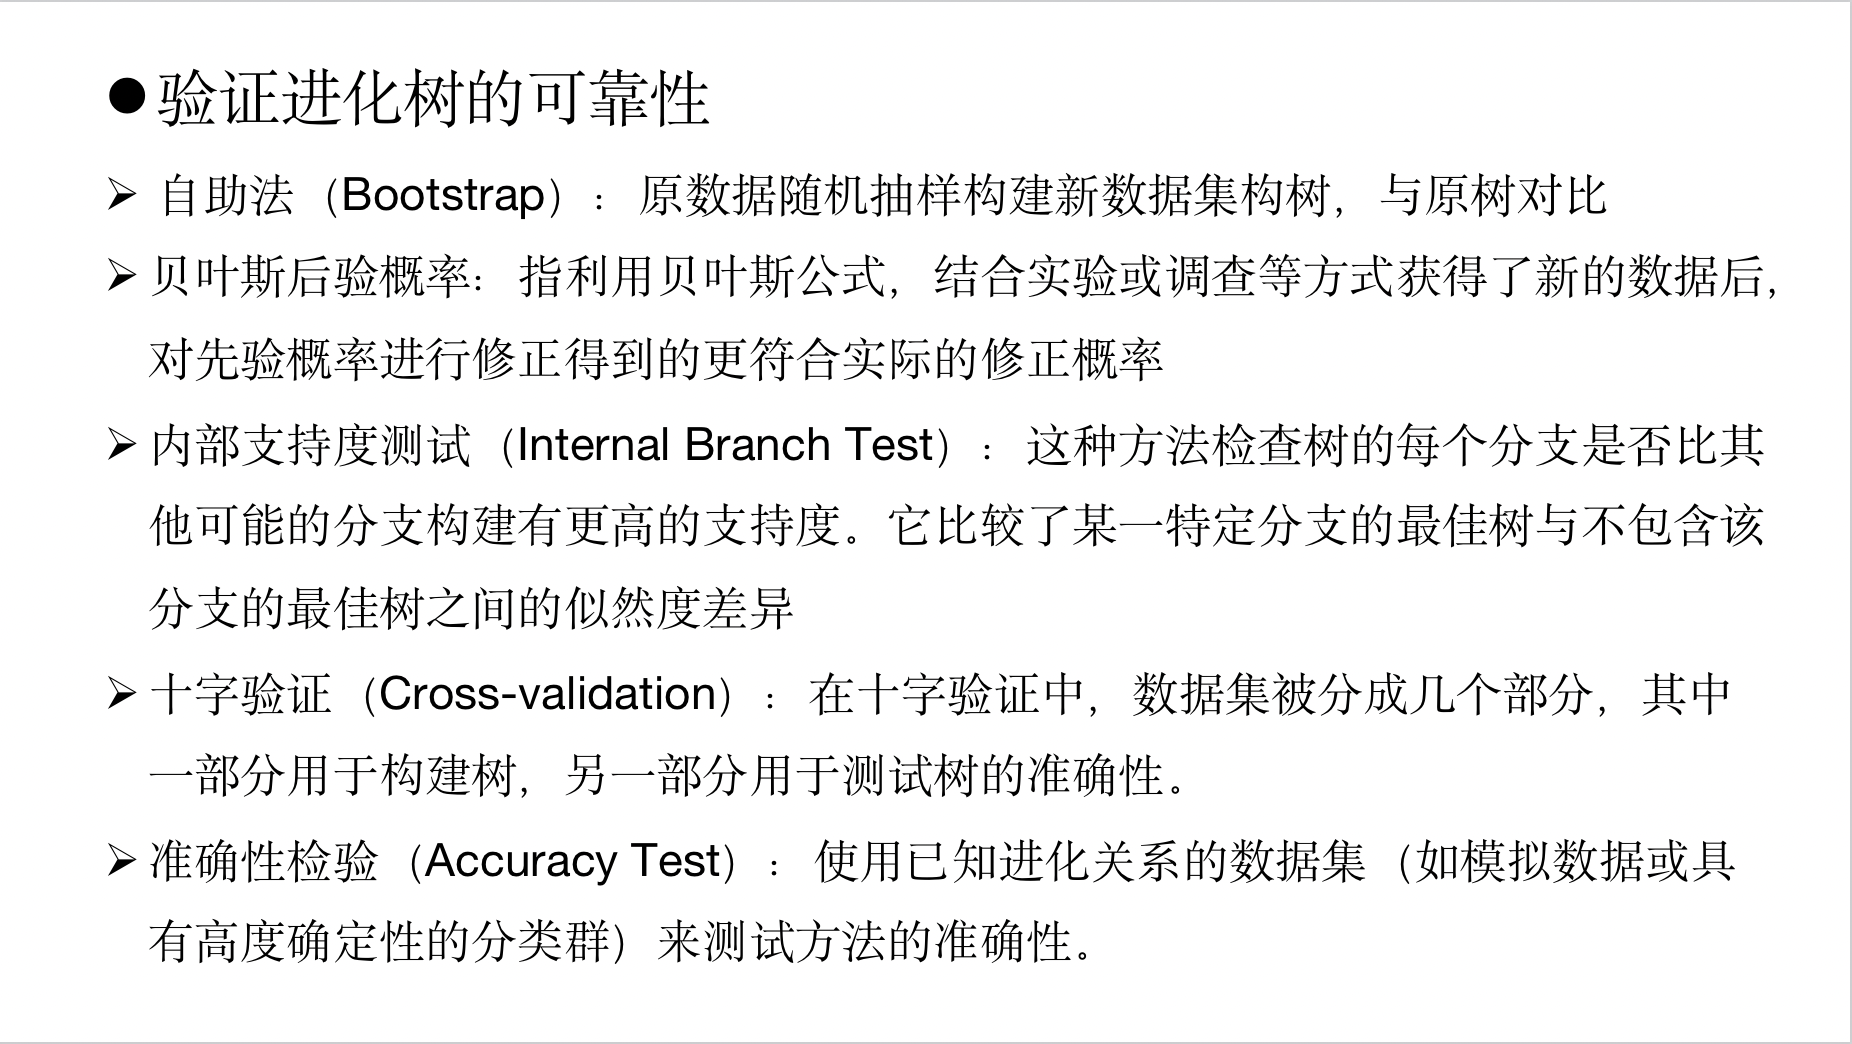 ●验证进化树的可靠性
➢ 自助法（Bootstrap）：原数据随机抽样构建新数据集构树，与原树对比
➢ 贝叶斯后验概率：指利用贝叶斯公式，结合实验或调查等方式获得了新的数据后，
对先验概率进行修正得到的更符合实际的修正概率
➢ 内部支持度测试（Internal Branch Test）：这种方法检查树的每个分支是否比其
他可能的分支构建有更高的支持度。它比较了某一特定分支的最佳树与不包含该
分支的最佳树之间的似然度差异
➢ 十字验证（Cross-validation）：在十字验证中，数据集被分成几个部分，其中
一部分用于构建树，另一部分用于测试树的准确性。
➢ 准确性检验（Accuracy Test）：使用已知进化关系的数据集（如模拟数据或具
有高度确定性的分类群）来测试方法的准确性。